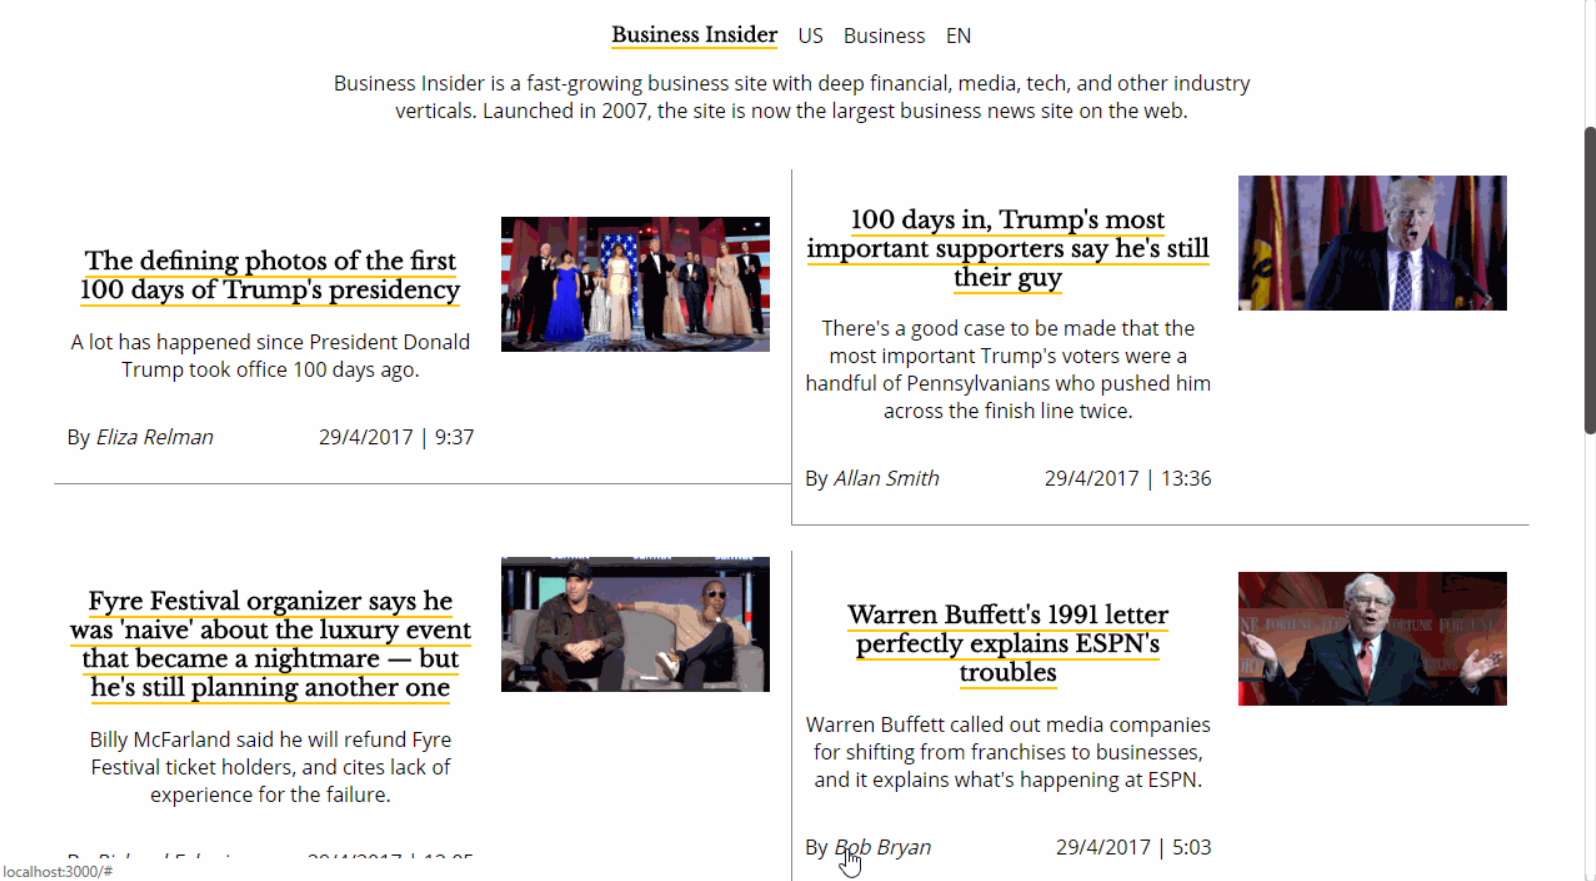 Business Insider US Business EN
Business Insider is a fast-growing business site with deep financial, media, tech, and other industry
verticals. Launched in 2007, the site is now the largest business news site on the web.
The defining photos of the first
100 days of Trump's presidency
A lot has happened since President Donald
Trump took office 100 days ago.
By Eliza Relman 29/4/2017 | 9:37
100 days in, Trump's most
important supporters say he's still
their guy
There's a good case to be made that the
most important Trump's voters were a
handful of Pennsylvanians who pushed him
across the finish line twice.
By Allan Smith 29/4/2017 | 13:36
Fyre Festival organizer says he
was 'naive' about the luxury event
that became a nightmare — but
he's still planning another one
Billy McFarland said he will refund Fyre
Festival ticket holders, and cites lack of
experience for the failure.
Warren Buffett's 1991 letter
perfectly explains ESPN's
troubles
Warren Buffett called out media companies
for shifting from franchises to businesses,
and it explains what's happening at ESPN.
By Bob Bryan 29/4/2017 | 5:03
localhost:3000/#